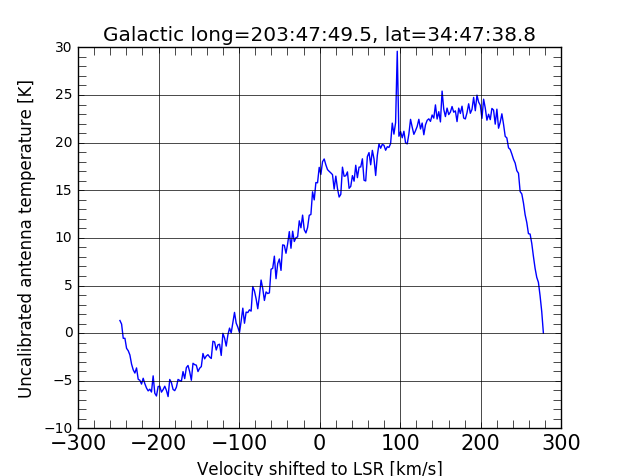 Galactic long=203:47:49.5, lat=34:47:38.8
Uncalibrated antenna temperature [K]
30
25
20
15
10
5
0
−5
−10
−300 −200 −100 0 100 200 300
Velocity shifted to LSR [km/s]